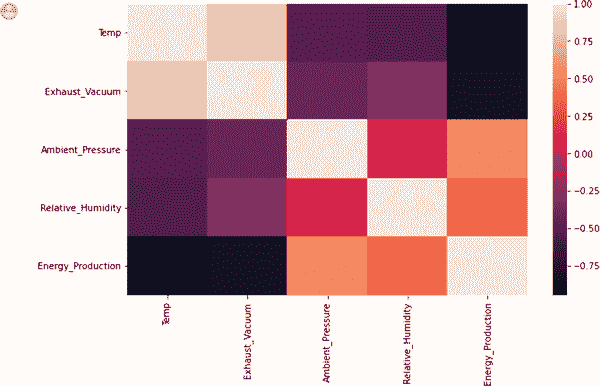 Temp
Exhaust_Vacuum
Ambient_Pressure
Relative_Humidity
Energy_Production
Temp
Exhaust_Vacuum
Ambient_Pressure
Relative_Humidity
Energy_Production
1.00
0.75
0.50
0.25
0.00
−0.25
−0.50
−0.75